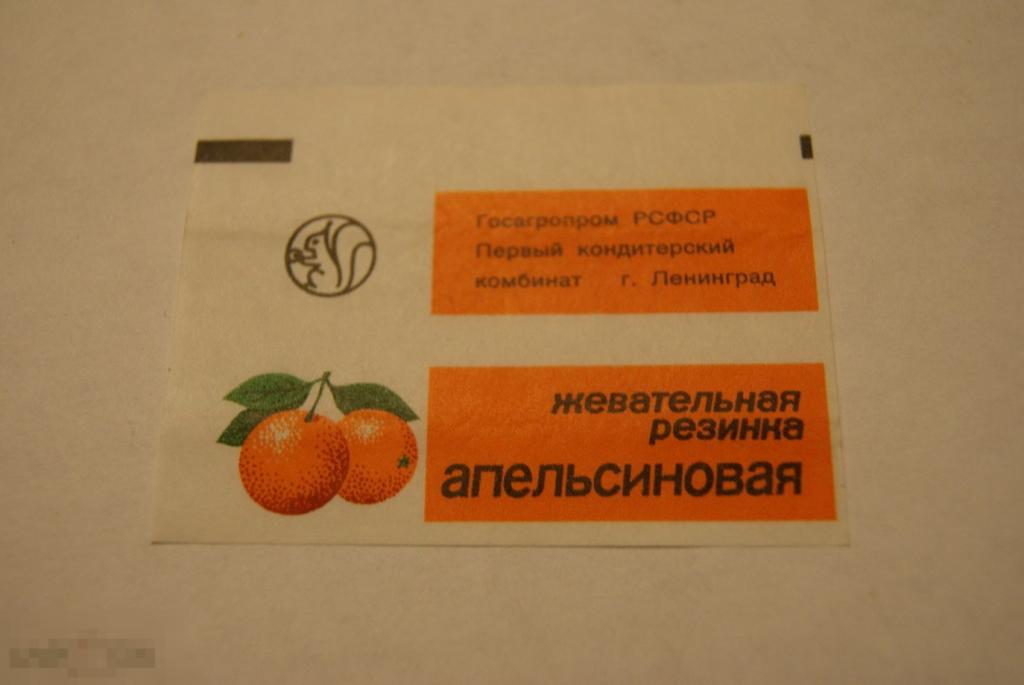 Госагропром РСФСР
Первый кондитерский
комбинат г. Ленинград
жевательная
резинка
апельсиновая